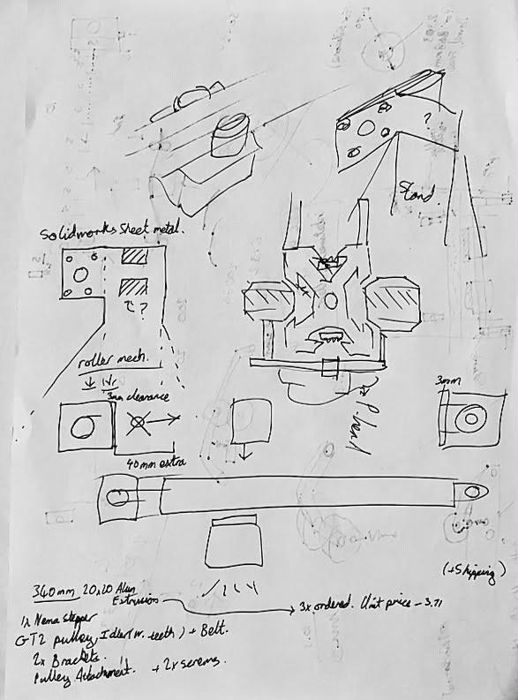 ?
Stand.
Solidworks Sheet metal.
?
roller mech.
3mm clearance
3mm
40mm extra
(+Shipping)
340mm 20,20 Alum
Extrusion
3x ordered. Unit price - 3.71
1x Nema stepper
GT2 pulley, Idler (w. teeth) + Belt.
2x Brackets.
Pulley Attachment. + 2x screws.